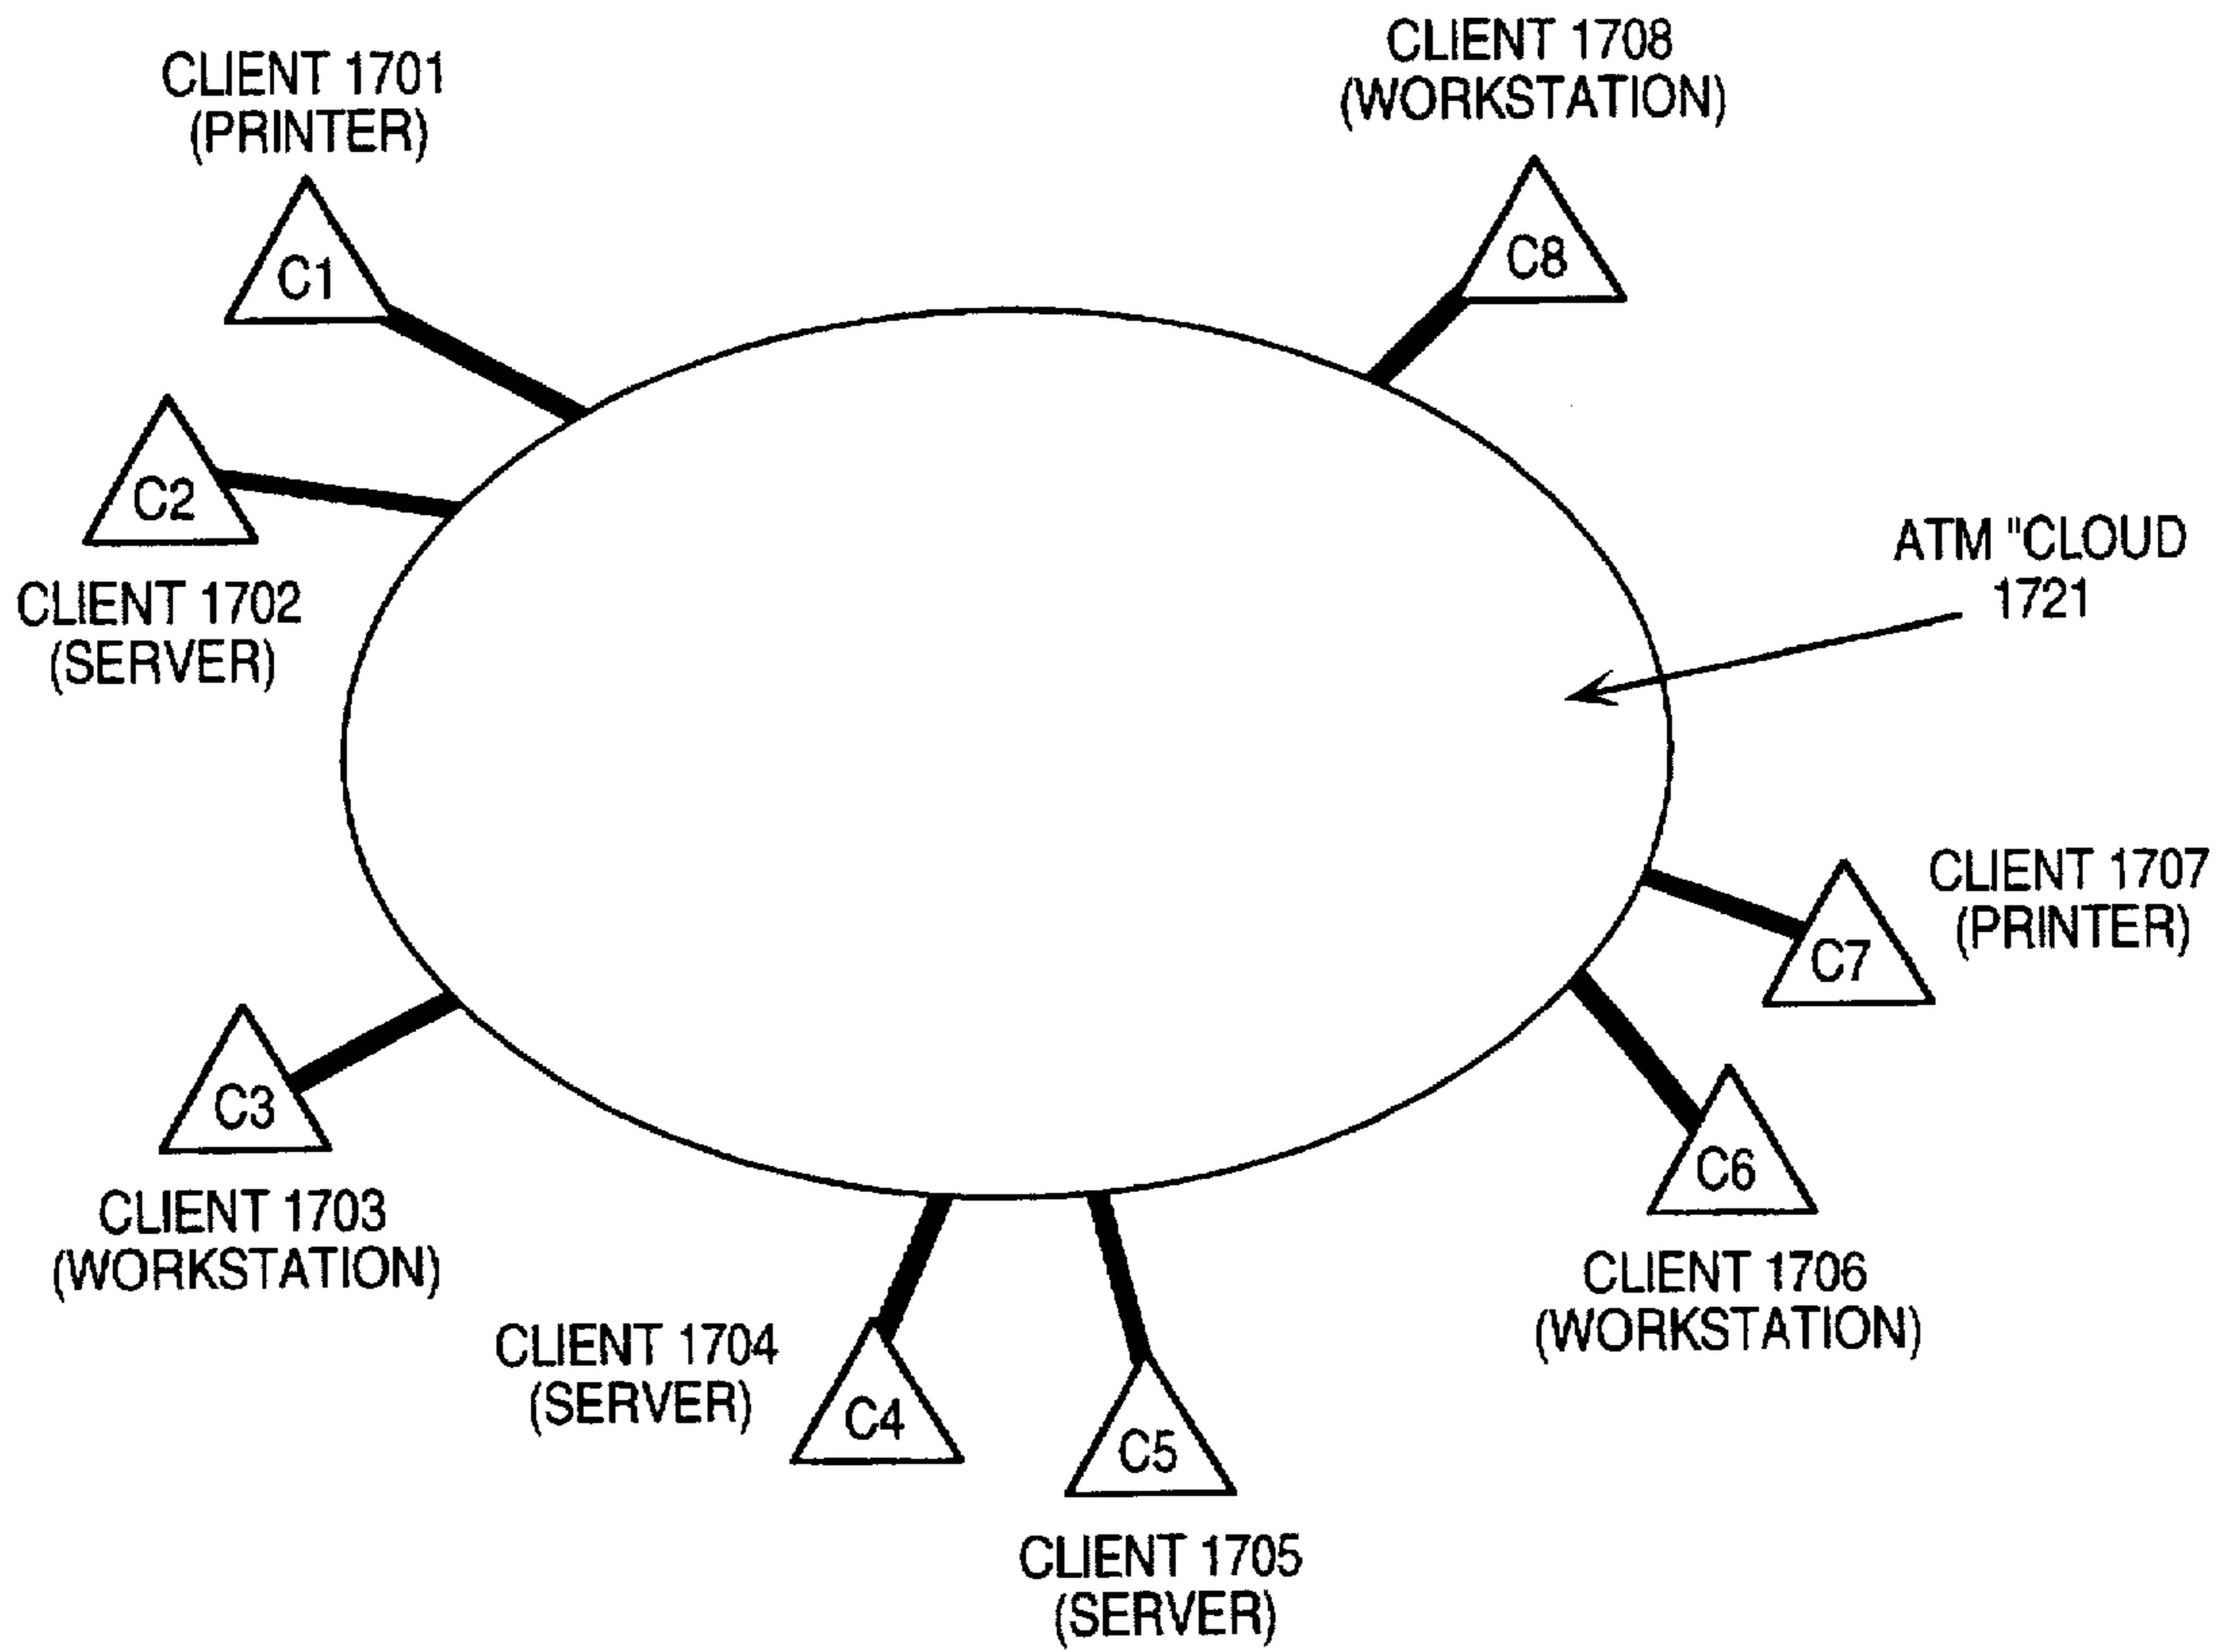 CLIENT 1701
(PRINTER)
C1
CLIENT 1708
(WORKSTATION)
C8
C2
CLIENT 1702
(SERVER)
ATM "CLOUD
1721
CLIENT 1707
(PRINTER)
C7
C3
CLIENT 1703
(WORKSTATION)
C6
CLIENT 1706
(WORKSTATION)
CLIENT 1704
(SERVER)
C4
C5
CLIENT 1705
(SERVER)